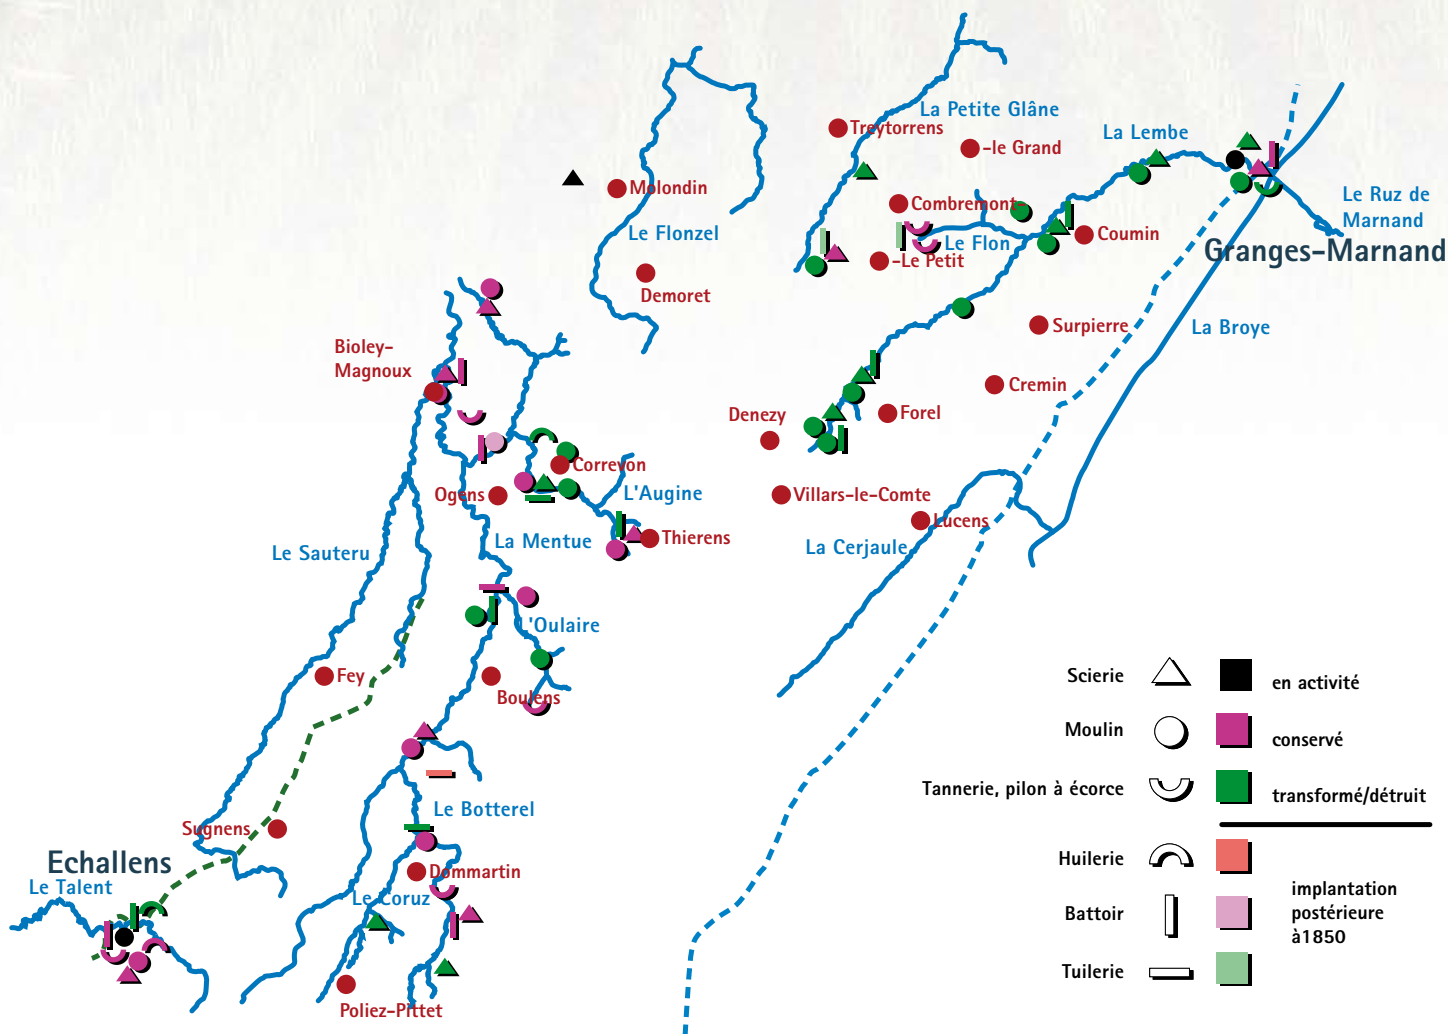 La Petite Glâne
Treytorrens
La Lembe
-le Grand
Molondin
Le Ruz de
Marnand
Combremont-
Le Flonzel
Le Flon
Coumin
Granges-Marnand
-Le Petit
Demoret
Surpierre
La Broye
Bioley-
Magnoux
Cremin
Denezy
Forel
Correvon
Ogens
L'Augine
Villars-le-Comte
Lucens
La Mentue
Thierens
Le Sauteru
La Cerjaule
L'Oulaire
Fey
Boulens
Scierie
en activité
Moulin
conservé
Tannerie, pilon à écorce
transformé/détruit
Le Botterel
Sugnens
Huilerie
Echallens
Dommartin
Le Talent
Le Coruz
implantation
postérieure
à1850
Battoir
Tuilerie
Poliez-Pittet